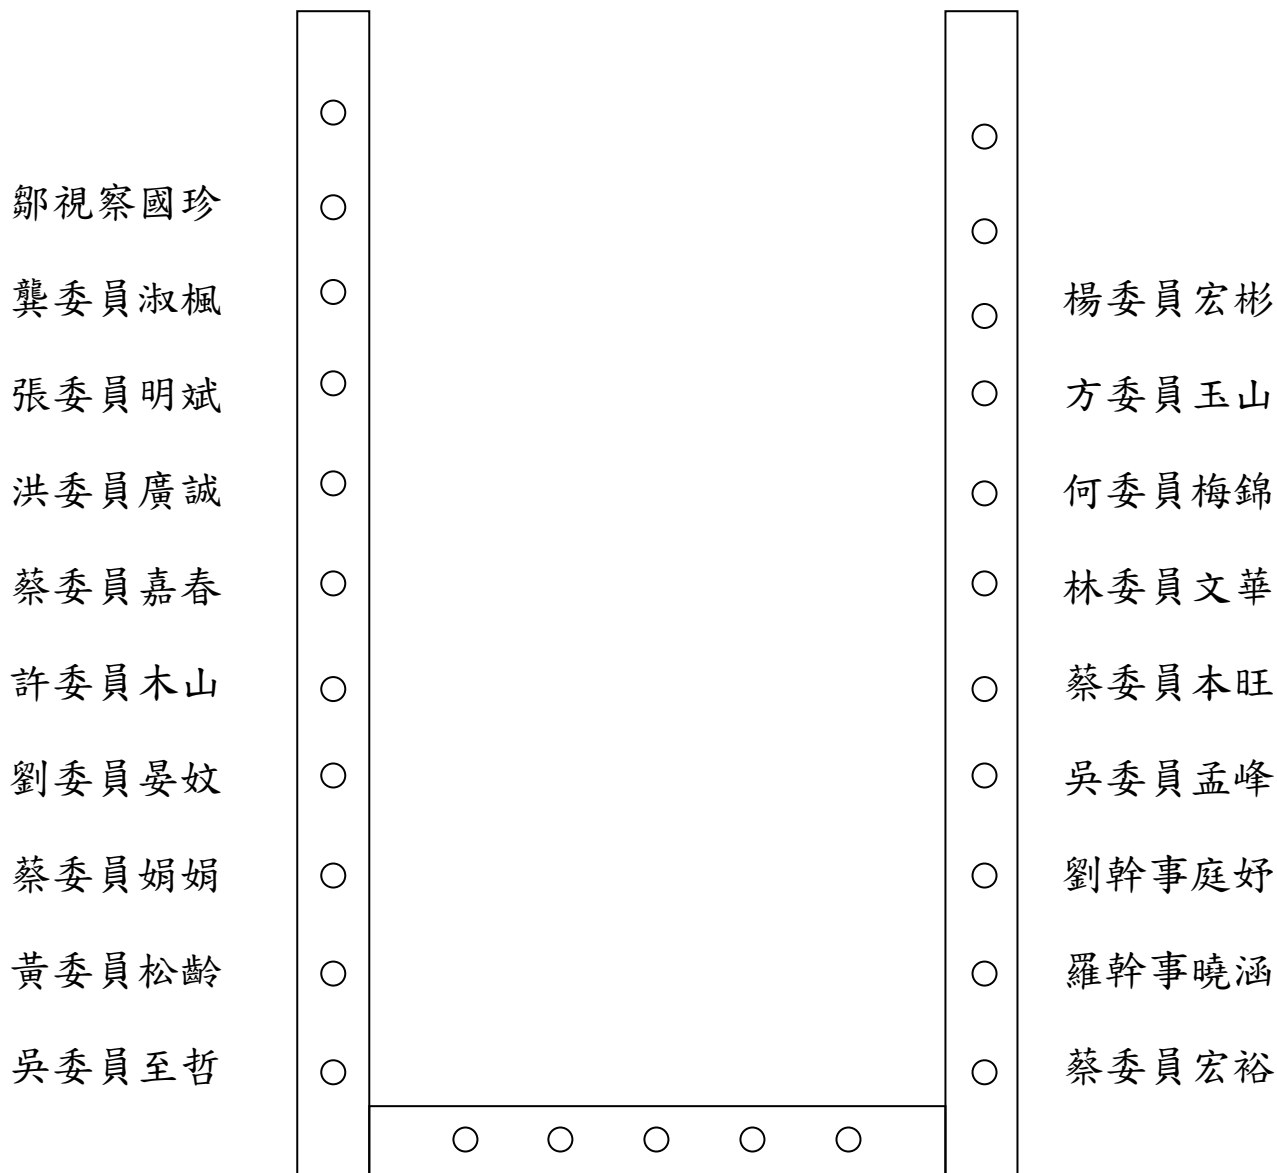 鄒視察國珍
龔委員淑楓
張委員明斌
洪委員廣誠
蔡委員嘉春
許委員木山
劉委員晏妏
蔡委員娟娟
黃委員松齡
吳委員至哲
楊委員宏彬
方委員玉山
何委員梅錦
林委員文華
蔡委員本旺
吳委員孟峰
劉幹事庭妤
羅幹事曉涵
蔡委員宏裕